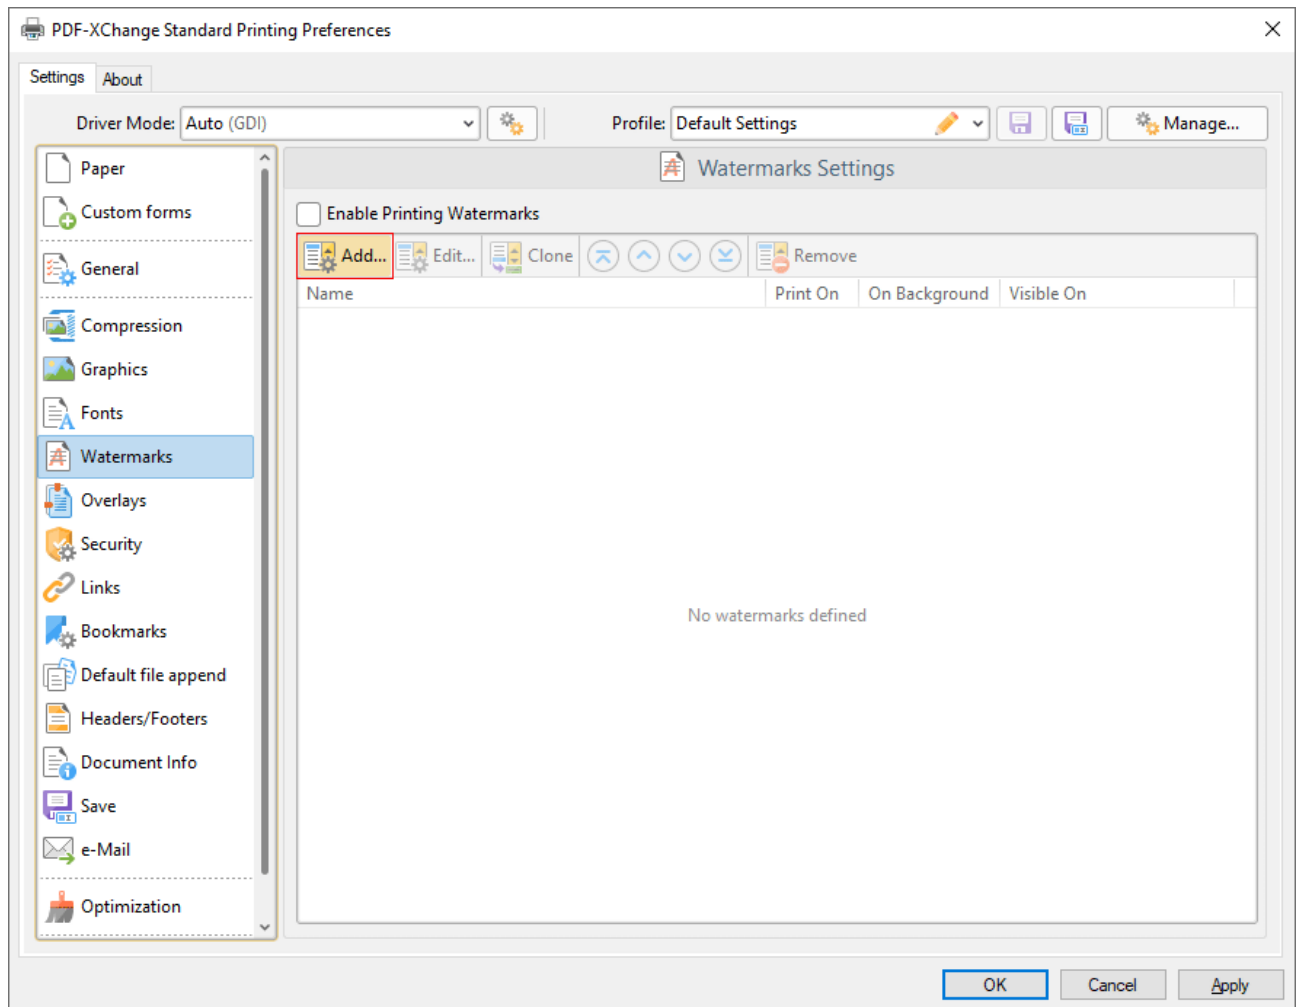 PDF-XChange Standard Printing Preferences
Settings About
Driver Mode: Auto (GDI) Profile: Default Settings Manage...
Paper
Custom forms
General
Compression
Graphics
Fonts
Watermarks
Overlays
Security
Links
Bookmarks
Default file append
Headers/Footers
Document Info
Save
e-Mail
Optimization
Watermarks Settings
Enable Printing Watermarks
Add... Edit... Clone Remove
Name Print On On Background Visible On
No watermarks defined
OK Cancel Apply